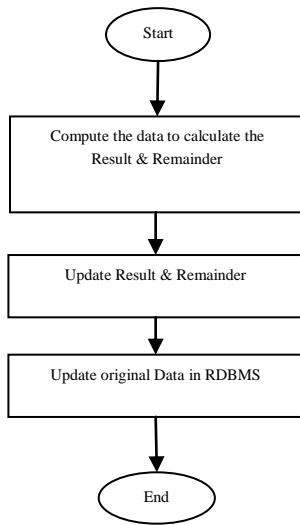 Start
Compute the data to calculate the
Result & Remainder
Update Result & Remainder
Update original Data in RDBMS
End